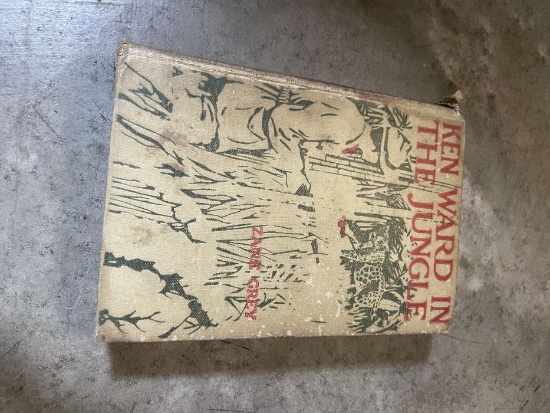 KEN WARD IN
THE JUNGLE
ZANE GREY